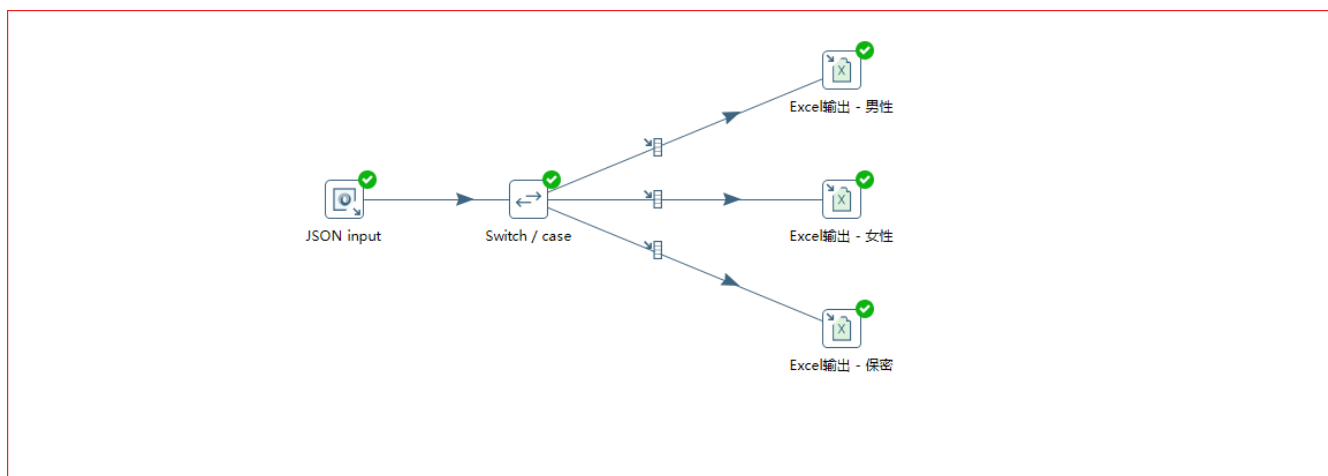 Excel输出 - 男性
JSON input
Switch / case
Excel输出 - 女性
Excel输出 - 保密